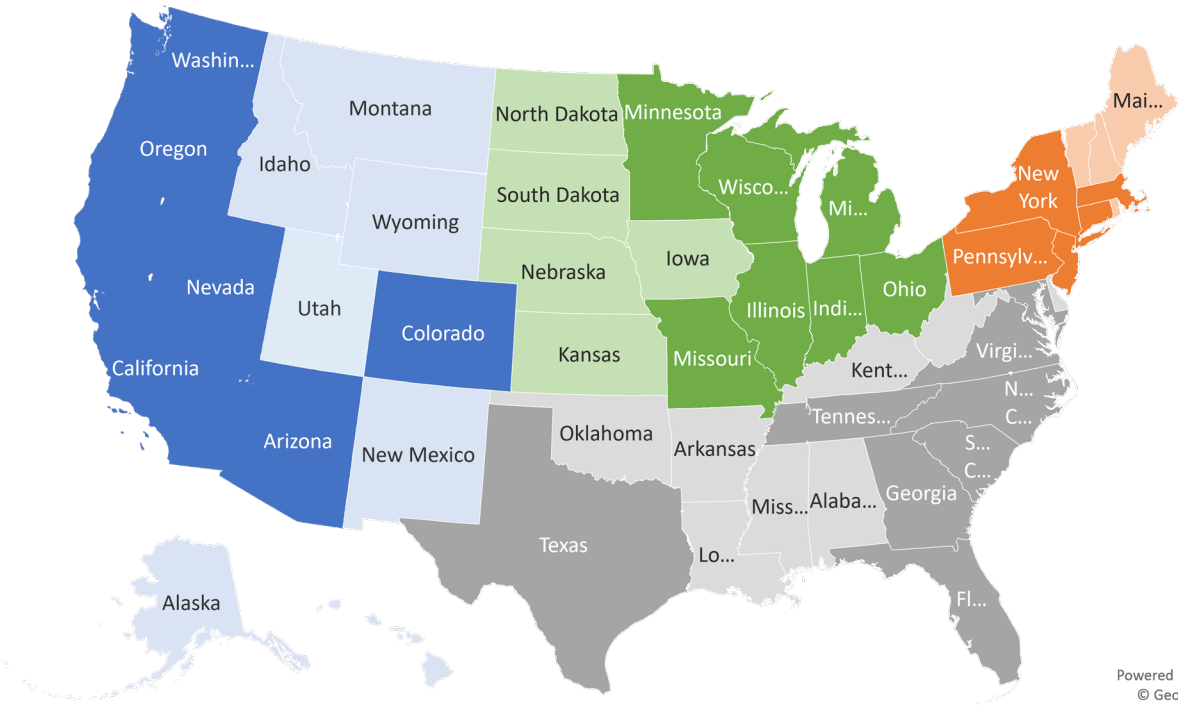 Washin...
Montana
North Dakota
Minnesota
Mai...
Oregon
Idaho
South Dakota
Wisco...
Mi...
New
York
Wyoming
Nebraska
Iowa
Pennsylv...
Nevada
Utah
Colorado
Kansas
Illinois
Indi...
Ohio
California
Missouri
Kent...
Virgi...
Arizona
New Mexico
Oklahoma
Arkansas
Tennes...
N...
C...
S...
C...
Texas
Lo...
Miss...
Alaba...
Georgia
Fl...
Alaska
Powered
© Geo